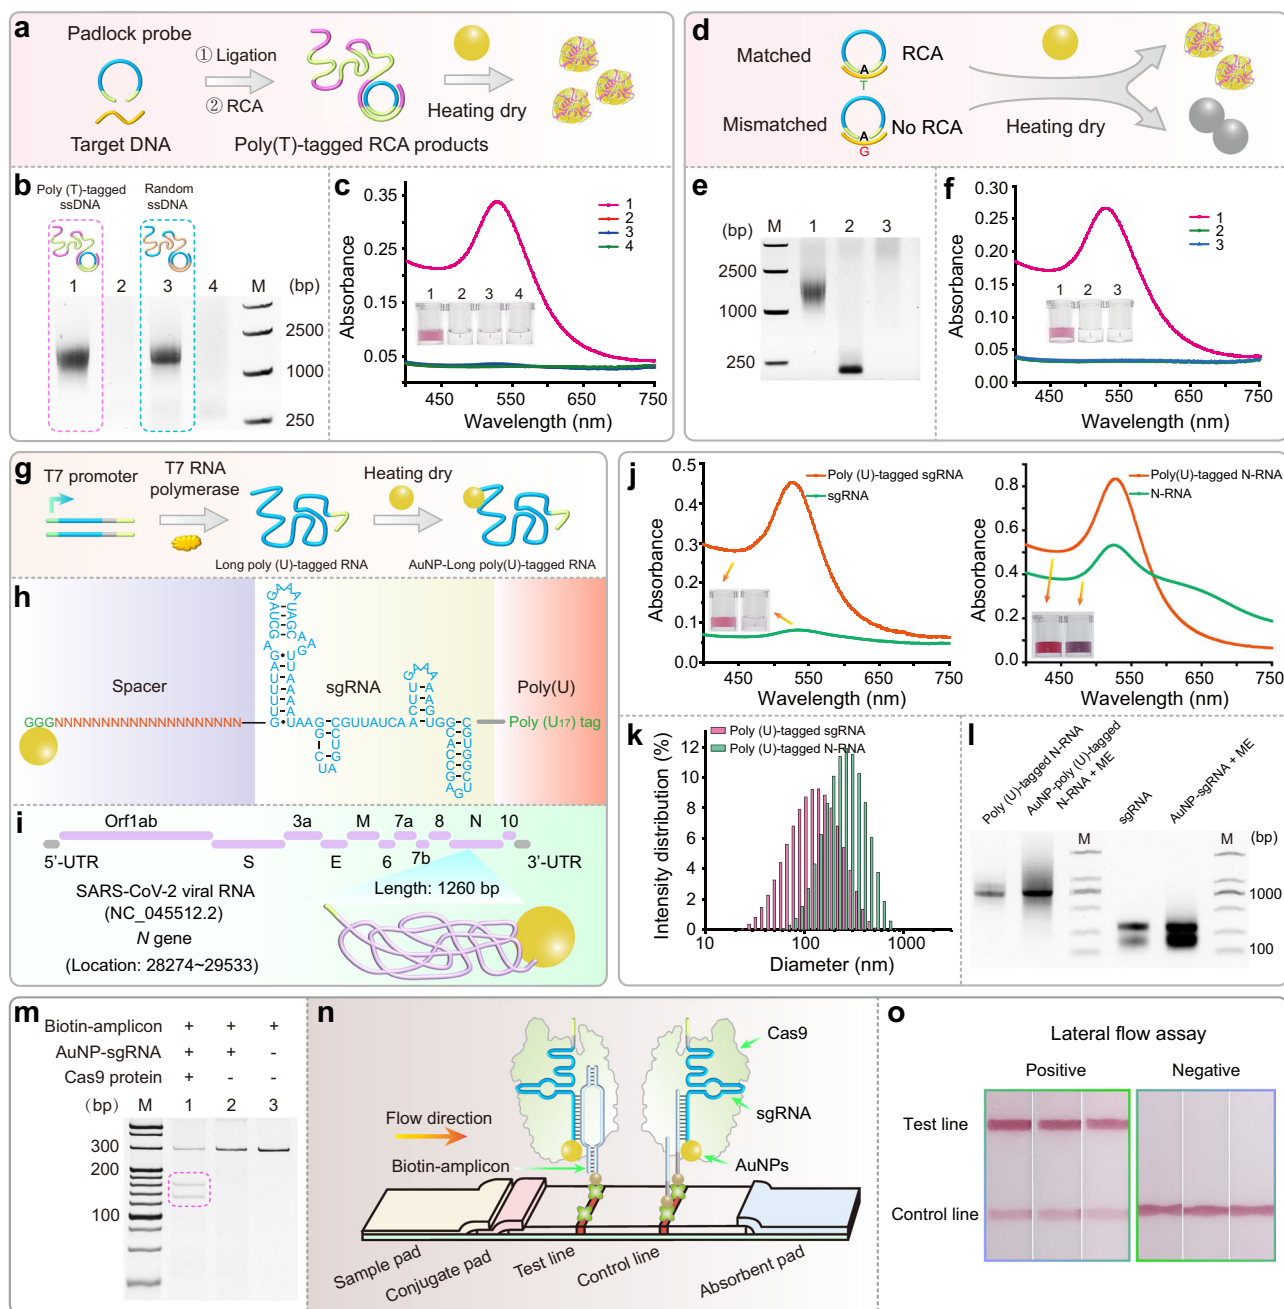 a
Padlock probe
① Ligation
② RCA
Heating dry
Target DNA
Poly(T)-tagged RCA products
d
Matched
A
T
RCA
Mismatched
A
G
No RCA
Heating dry
b
Poly (T)-tagged
ssDNA
Random
ssDNA
1 2 3 4 M (bp)
2500
1000
250
c
Absorbance
0.35
0.25
0.15
0.05
1
2
3
4
1 2 3 4
450 550 650 750
Wavelength (nm)
e
(bp) M 1 2 3
2500
1000
250
f
Absorbance
0.30
0.25
0.20
0.15
0.10
0.05
0.00
1
2
3
1 2 3
450 550 650 750
Wavelength (nm)
g
T7 promoter
T7 RNA
polymerase
Heating dry
Long poly (U)-tagged RNA
AuNP-Long poly(U)-tagged RNA
h
Spacer
sgRNA
Poly(U)
GGGNNNNNNNNNNNNNNNNNNNN
Poly (U17) tag
i
Orf1ab 3a M 7a 8 N 10
5'-UTR S E 6 7b 3'-UTR
SARS-CoV-2 viral RNA
(NC_045512.2)
N gene
(Location: 28274~29533)
Length: 1260 bp
j
Absorbance
0.5
0.4
0.3
0.2
0.1
0.0
Poly (U)-tagged sgRNA
sgRNA
450 550 650 750
Wavelength (nm)
Absorbance
0.8
0.6
0.4
0.2
0.0
Poly(U)-tagged N-RNA
N-RNA
450 550 650 750
Wavelength (nm)
k
Intensity distribution (%)
12
10
8
6
4
2
0
Poly (U)-tagged sgRNA
Poly (U)-tagged N-RNA
10 100 1000
Diameter (nm)
l
Poly (U)-tagged N-RNA
AuNP-poly (U)-tagged
N-RNA + ME
M
sgRNA
AuNP-sgRNA + ME
M
(bp)
1000
100
m
Biotin-amplicon + + +
AuNP-sgRNA + + -
Cas9 protein + - -
(bp) M 1 2 3
300
200
100
n
Cas9
sgRNA
Flow direction
Biotin-amplicon
AuNPs
Sample pad
Conjugate pad
Test line
Control line
Absorbent pad
o
Lateral flow assay
Positive
Negative
Test line
Control line